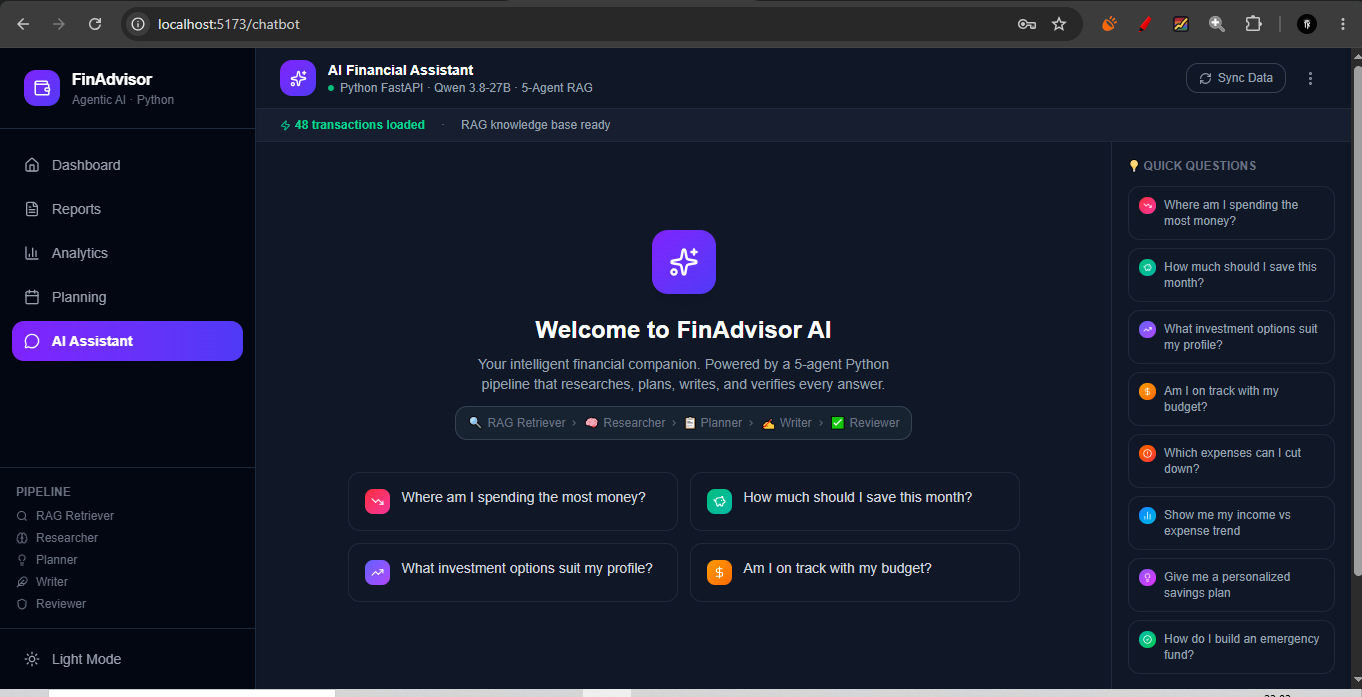 localhost:5173/chatbot
FinAdvisor
Agentic AI · Python
Dashboard
Reports
Analytics
Planning
AI Assistant
PIPELINE
RAG Retriever
Researcher
Planner
Writer
Reviewer
Light Mode
AI Financial Assistant
Python FastAPI · Qwen 3.8-27B · 5-Agent RAG
Sync Data
48 transactions loaded · RAG knowledge base ready
Welcome to FinAdvisor AI
Your intelligent financial companion. Powered by a 5-agent Python
pipeline that researches, plans, writes, and verifies every answer.
RAG Retriever › Researcher › Planner › Writer › Reviewer
Where am I spending the most money?
How much should I save this month?
What investment options suit my profile?
Am I on track with my budget?
QUICK QUESTIONS
Where am I spending the
most money?
How much should I save this
month?
What investment options suit
my profile?
Am I on track with my
budget?
Which expenses can I cut
down?
Show me my income vs
expense trend
Give me a personalized
savings plan
How do I build an emergency
fund?